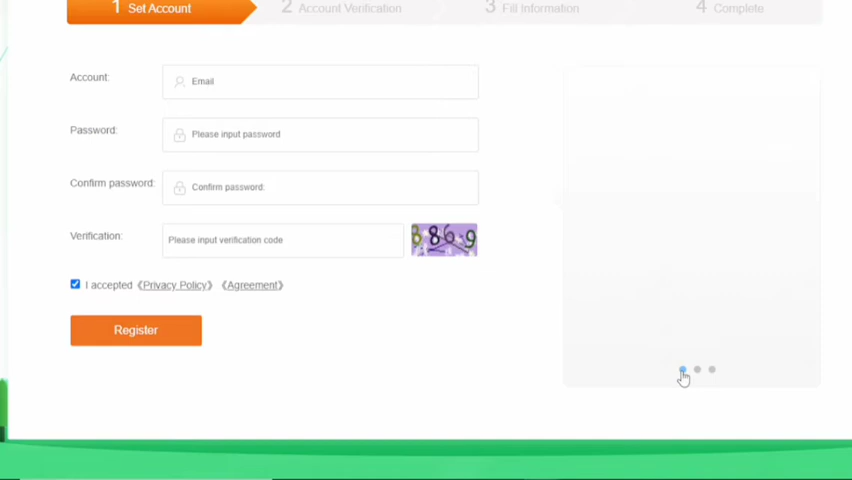 1 Set Account
2 Account Verification
3 Fill Information
4 Complete
Account:
Email
Password:
Please input password
Confirm password:
Confirm password:
Verification:
Please input verification code
8869
I accepted 《Privacy Policy》 《Agreement》
Register